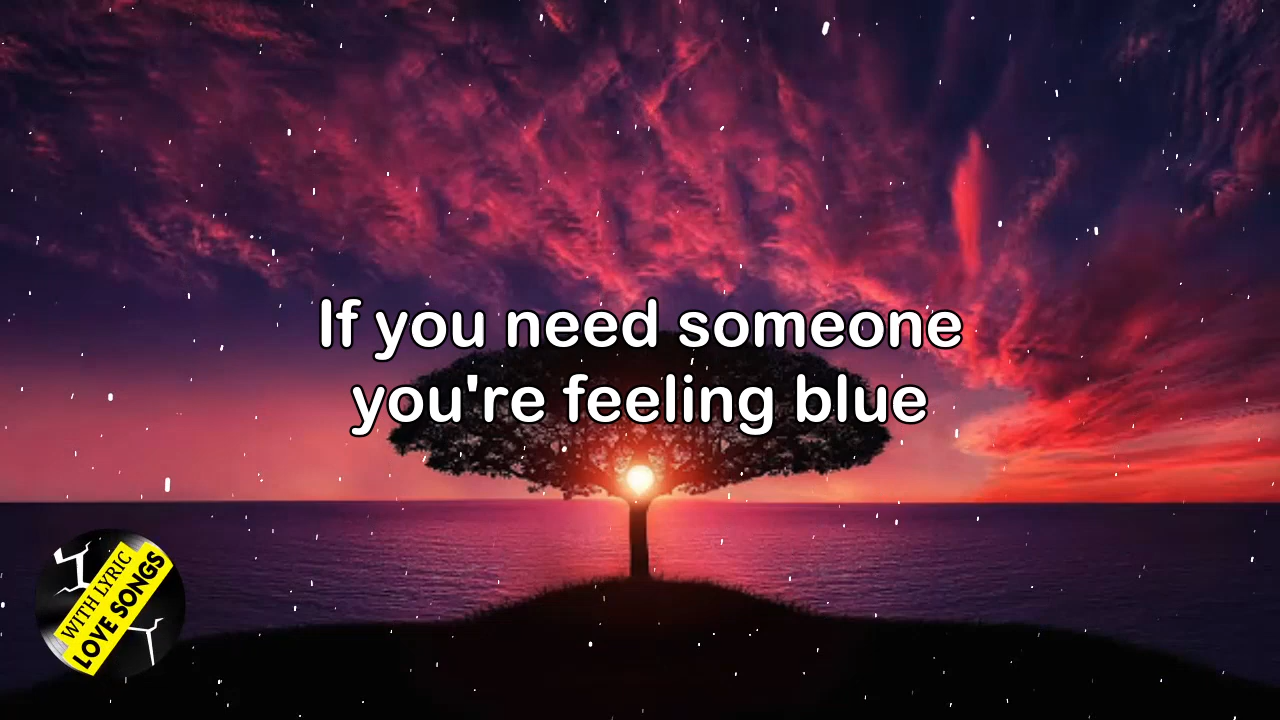 If you need someone
you're feeling blue
WITH LYRIC
LOVE SONGS